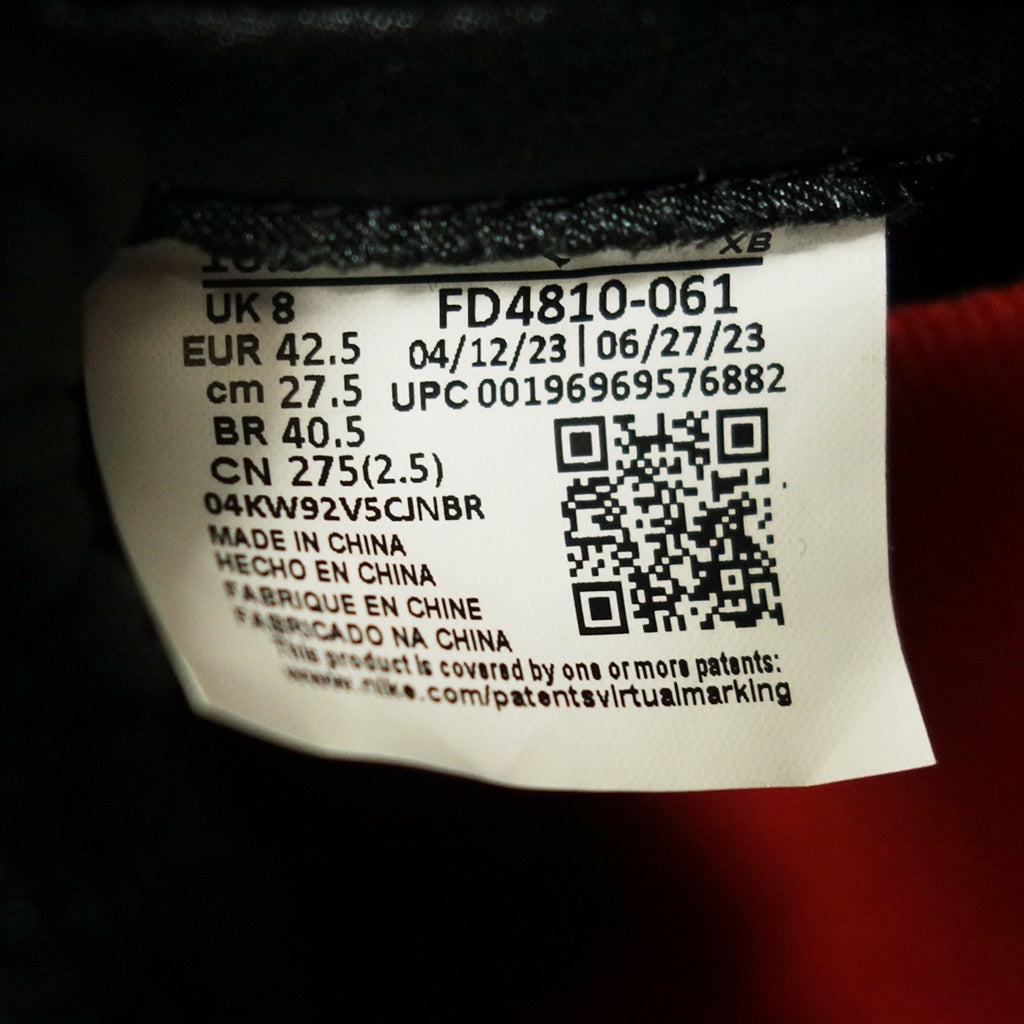 XB
UK 8 FD4810-061
EUR 42.5 04/12/23 | 06/27/23
cm 27.5 UPC 00196969576882
BR 40.5
CN 275(2.5)
04KW92V5CJNBR
MADE IN CHINA
HECHO EN CHINA
FABRIQUE EN CHINE
FABRICADO NA CHINA
This product is covered by one or more patents:
www.nike.com/patentsvirtualmarking